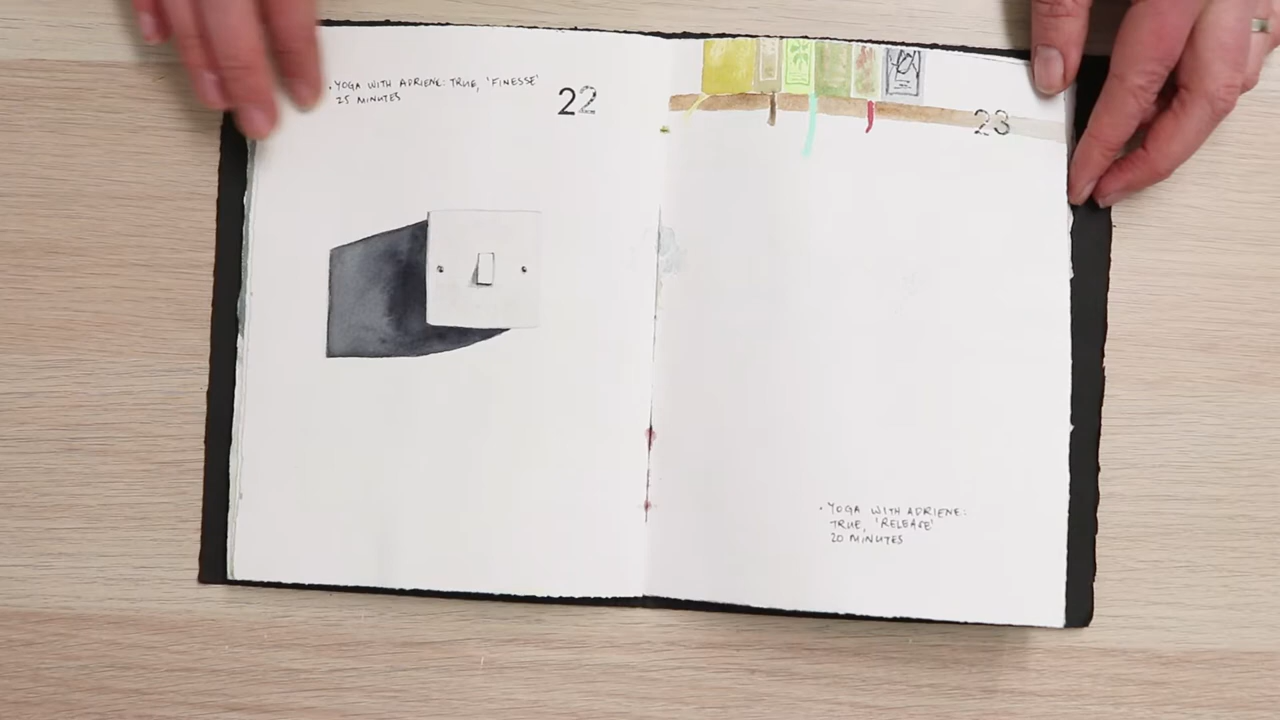 · YOGA WITH ADRIENE: TRUE, 'FINESSE'
25 MINUTES
22
23
· YOGA WITH ADRIENE:
TRUE, 'RELEASE'
20 MINUTES